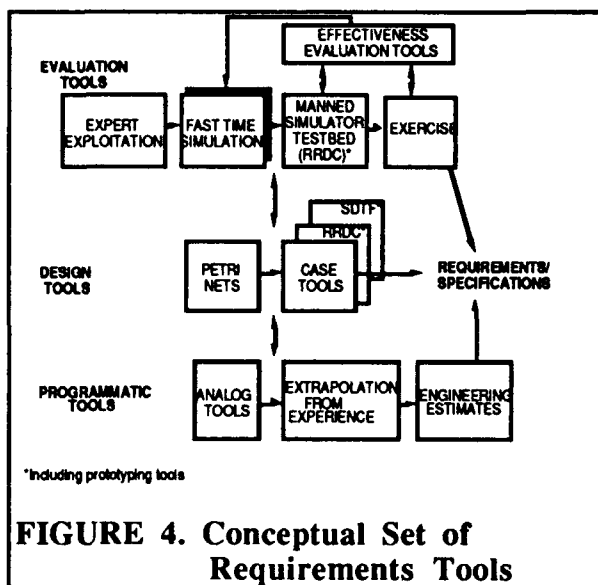 EFFECTIVENESS
EVALUATION TOOLS
EVALUATION
TOOLS
EXPERT
EXPLOITATION
FAST TIME
SIMULATION
MANNED
SIMULATOR
TESTBED
(RRDC)*
EXERCISE
SDTF*
RRDC*
DESIGN
TOOLS
PETRI
NETS
CASE
TOOLS
REQUIREMENTS/
SPECIFICATIONS
PROGRAMMATIC
TOOLS
ANALOG
TOOLS
EXTRAPOLATION
FROM
EXPERIENCE
ENGINEERING
ESTIMATES
*Including prototyping tools
FIGURE 4. Conceptual Set of
Requirements Tools